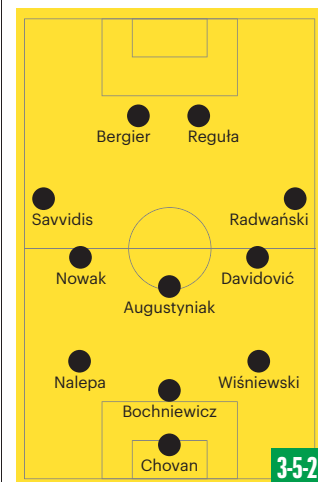 Bergier Reguła
Savvidis Radwański
Nowak Davidović
Augustyniak
Nalepa Wiśniewski
Bochniewicz
Chovan
3-5-2